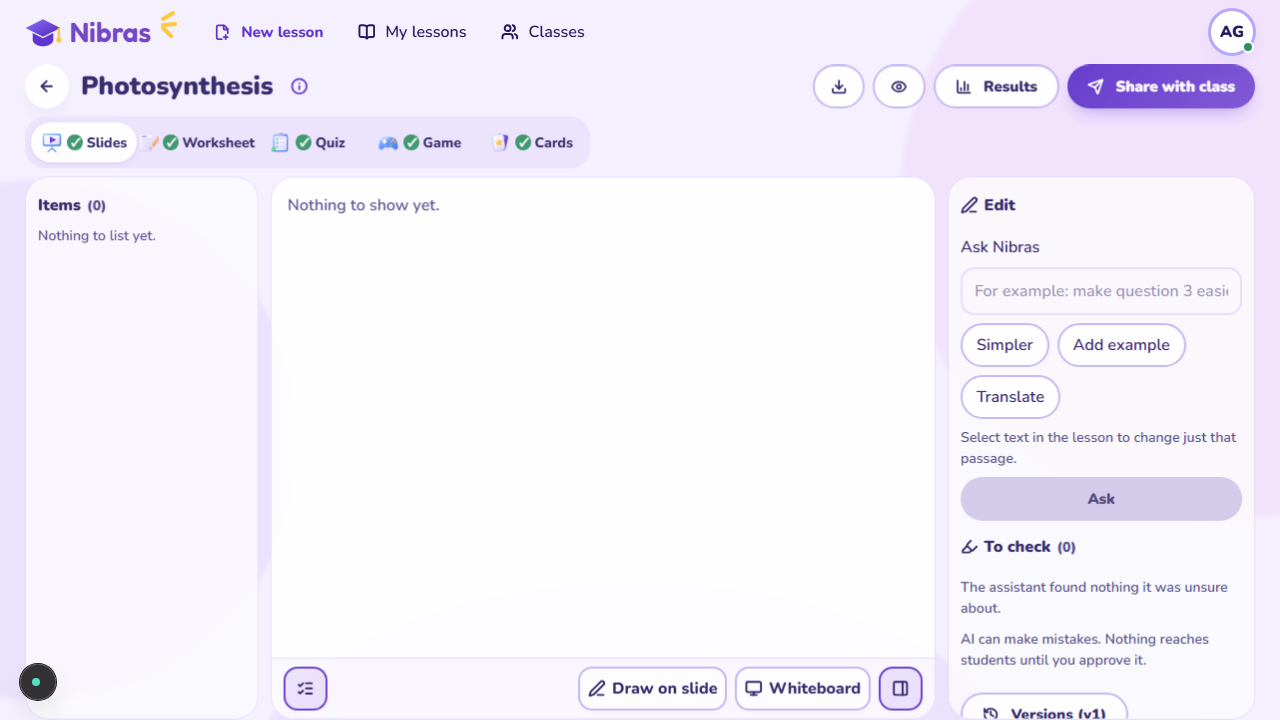 Nibras
New lesson
My lessons
Classes
AG
Photosynthesis
Results
Share with class
Slides
Worksheet
Quiz
Game
Cards
Items (0)
Nothing to list yet.
Nothing to show yet.
Draw on slide
Whiteboard
Edit
Ask Nibras
For example: make question 3 easi
Simpler
Add example
Translate
Select text in the lesson to change just that
passage.
Ask
To check (0)
The assistant found nothing it was unsure
about.
AI can make mistakes. Nothing reaches
students until you approve it.
Versions (v1)